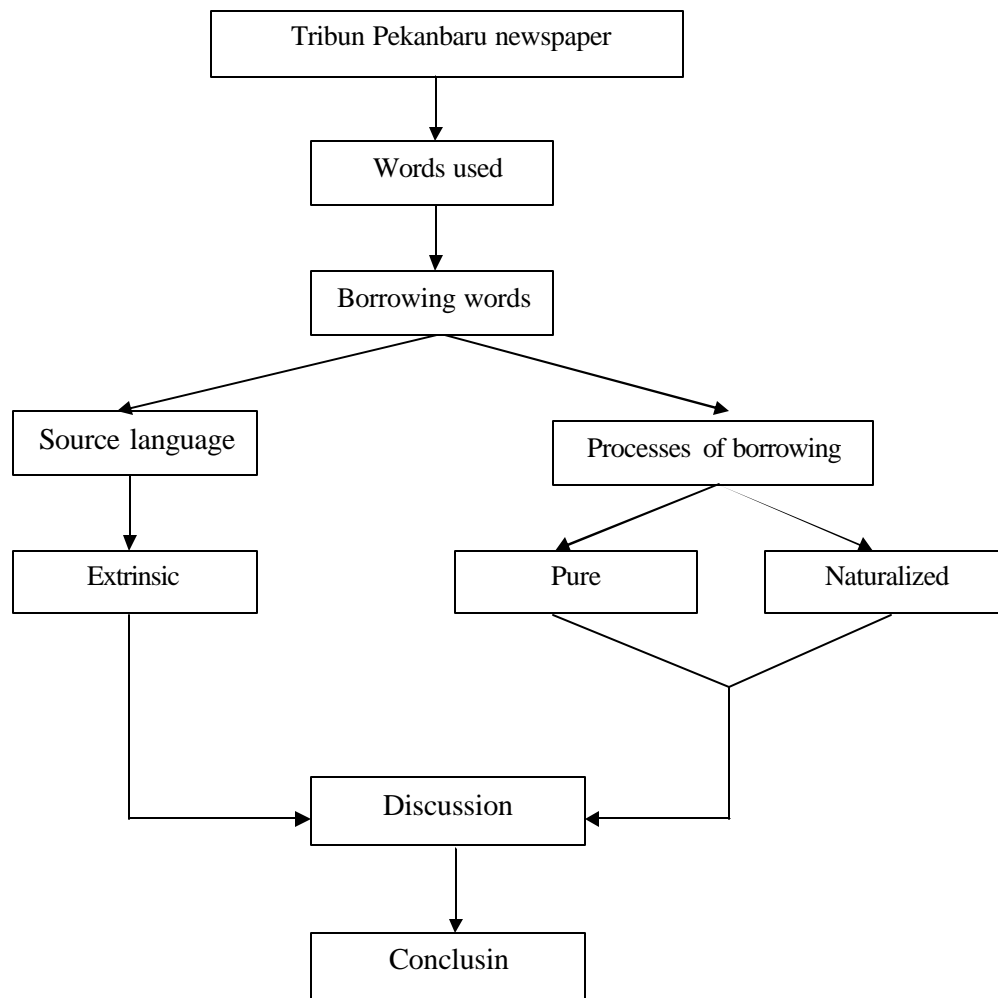 Tribun Pekanbaru newspaper
Words used
Borrowing words
Source language
Processes of borrowing
Extrinsic
Pure
Naturalized
Discussion
Conclusin